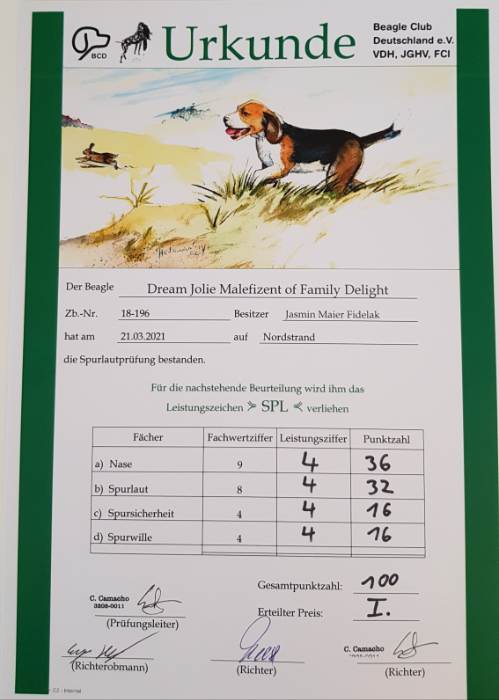 BCD
Urkunde
Beagle Club
Deutschland e.V.
VDH, JGHV, FCI
Der Beagle Dream Jolie Malefizent of Family Delight
Zb.-Nr. 18-196 Besitzer Jasmin Maier Fidelak
hat am 21.03.2021 auf Nordstrand
die Spurlautprüfung bestanden.
Für die nachstehende Beurteilung wird ihm das
Leistungszeichen SPL verliehen
Fächer Fachwertziffer Leistungsziffer Punktzahl
a) Nase 9 4 36
b) Spurlaut 8 4 32
c) Spursicherheit 4 4 16
d) Spurwille 4 4 16
Gesamtpunktzahl: 100
C. Camacho
3206-0011
Erteilter Preis: I.
(Prüfungsleiter)
C. Camacho
(Richterobmann) (Richter) (Richter)